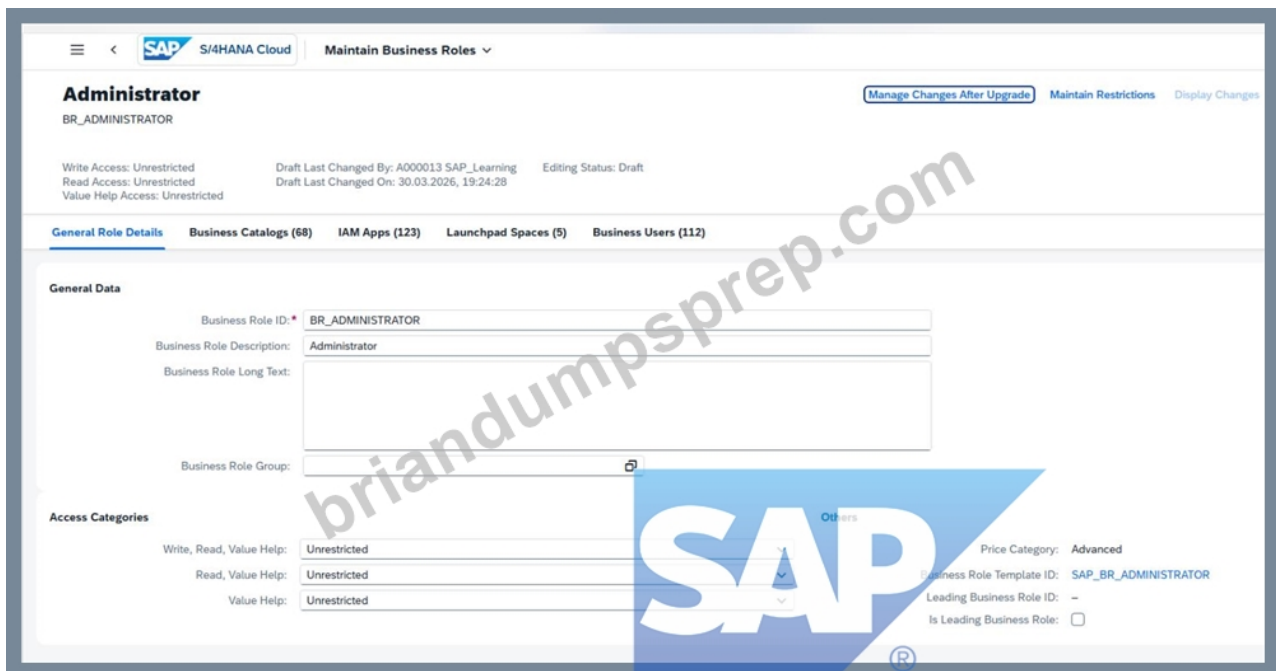 SAP S/4HANA Cloud Maintain Business Roles
Administrator
Manage Changes After Upgrade Maintain Restrictions Display Changes
BR_ADMINISTRATOR
Write Access: Unrestricted Draft Last Changed By: A000013 SAP_Learning Editing Status: Draft
Read Access: Unrestricted Draft Last Changed On: 30.03.2026, 19:24:28
Value Help Access: Unrestricted
General Role Details Business Catalogs (68) IAM Apps (123) Launchpad Spaces (5) Business Users (112)
General Data
Business Role ID:* BR_ADMINISTRATOR
Business Role Description: Administrator
Business Role Long Text:
Business Role Group:
Access Categories Others
Write, Read, Value Help: Unrestricted Price Category: Advanced
Read, Value Help: Unrestricted Business Role Template ID: SAP_BR_ADMINISTRATOR
Value Help: Unrestricted Leading Business Role ID: –
Is Leading Business Role:
briandumpsprep.com
SAP ®